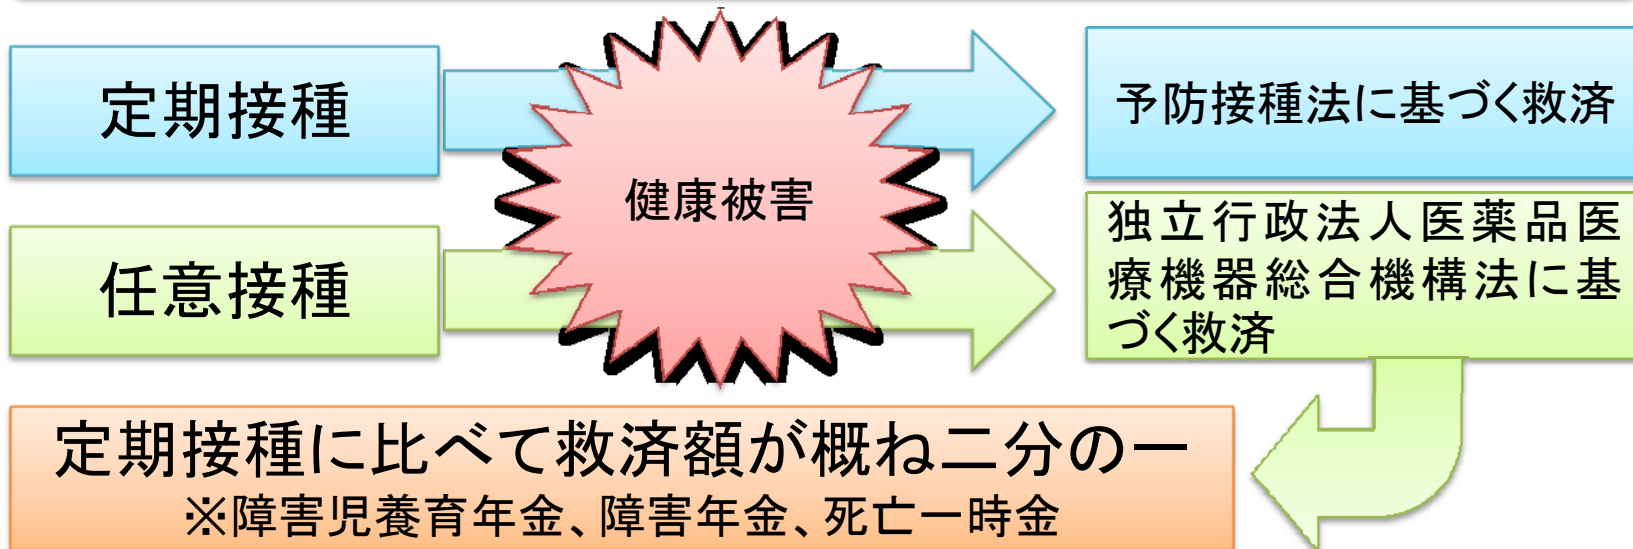 定期接種
予防接種法に基づく救済
健康被害
任意接種
独立行政法人医薬品医
療機器総合機構法に基
づく救済
定期接種に比べて救済額が概ね二分の一
※障害児養育年金、障害年金、死亡一時金